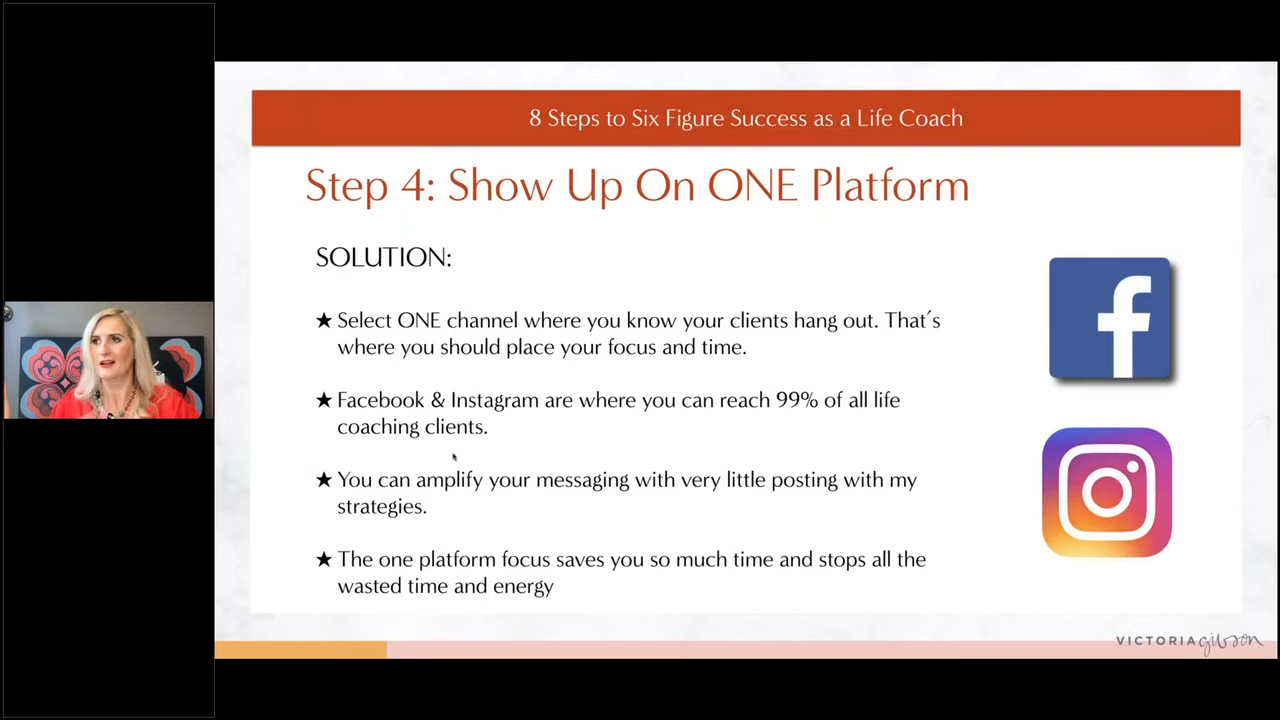 8 Steps to Six Figure Success as a Life Coach
Step 4: Show Up On ONE Platform
SOLUTION:
★ Select ONE channel where you know your clients hang out. That´s
where you should place your focus and time.
★ Facebook & Instagram are where you can reach 99% of all life
coaching clients.
★ You can amplify your messaging with very little posting with my
strategies.
★ The one platform focus saves you so much time and stops all the
wasted time and energy
VICTORIA gibson